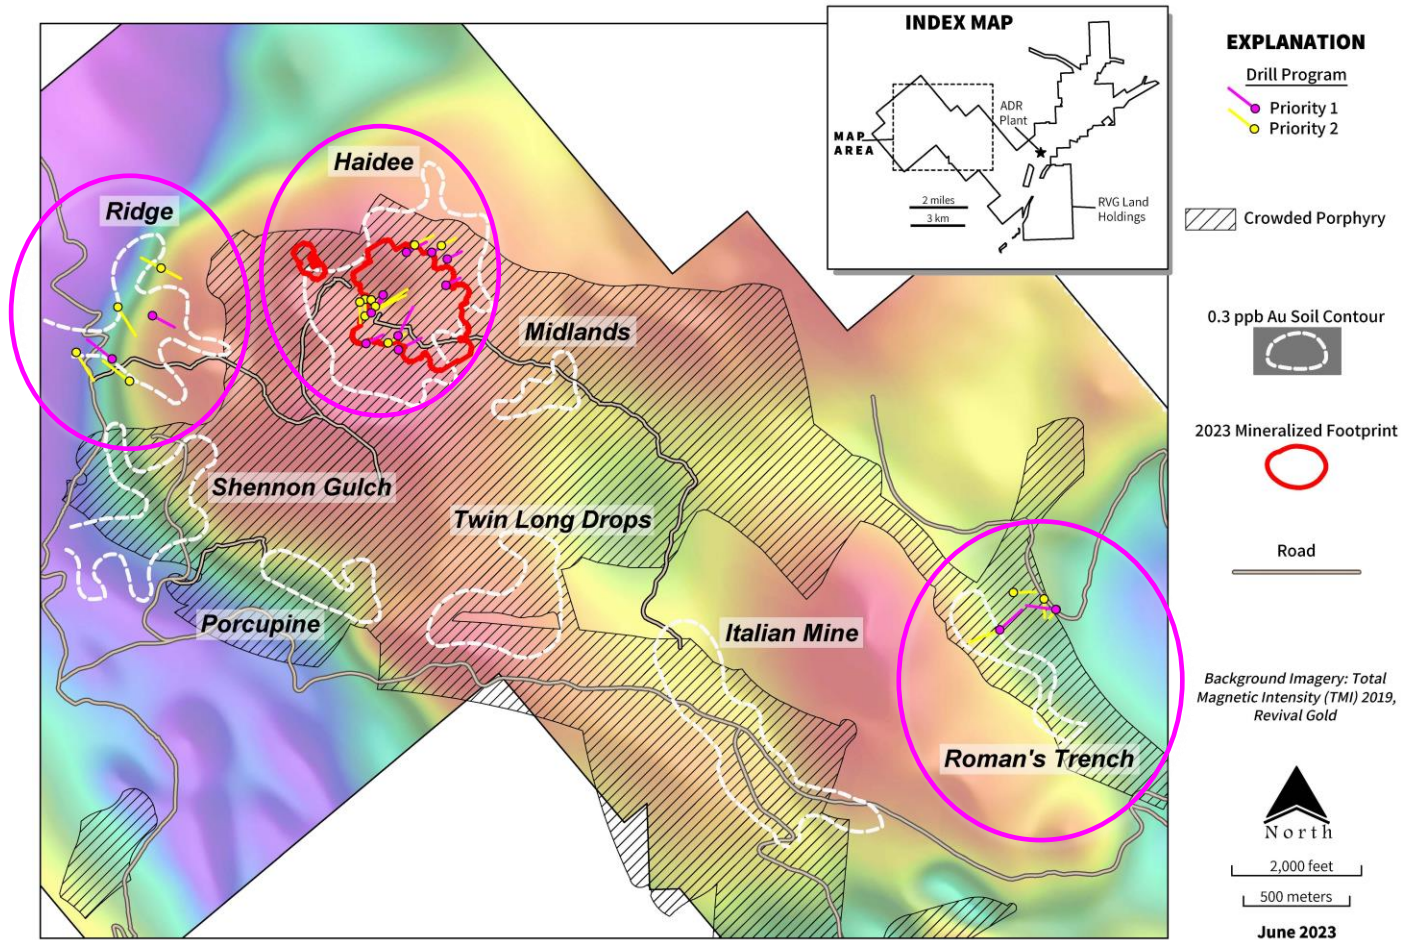 INDEX MAP
ADR
Plant
MAP
AREA
2 miles
3 km
RVG Land
Holdings
EXPLANATION
Drill Program
Priority 1
Priority 2
Crowded Porphyry
0.3 ppb Au Soil Contour
2023 Mineralized Footprint
Road
Background Imagery: Total
Magnetic Intensity (TMI) 2019,
Revival Gold
North
2,000 feet
500 meters
June 2023
Haidee
Ridge
Midlands
Shennon Gulch
Twin Long Drops
Porcupine
Italian Mine
Roman's Trench